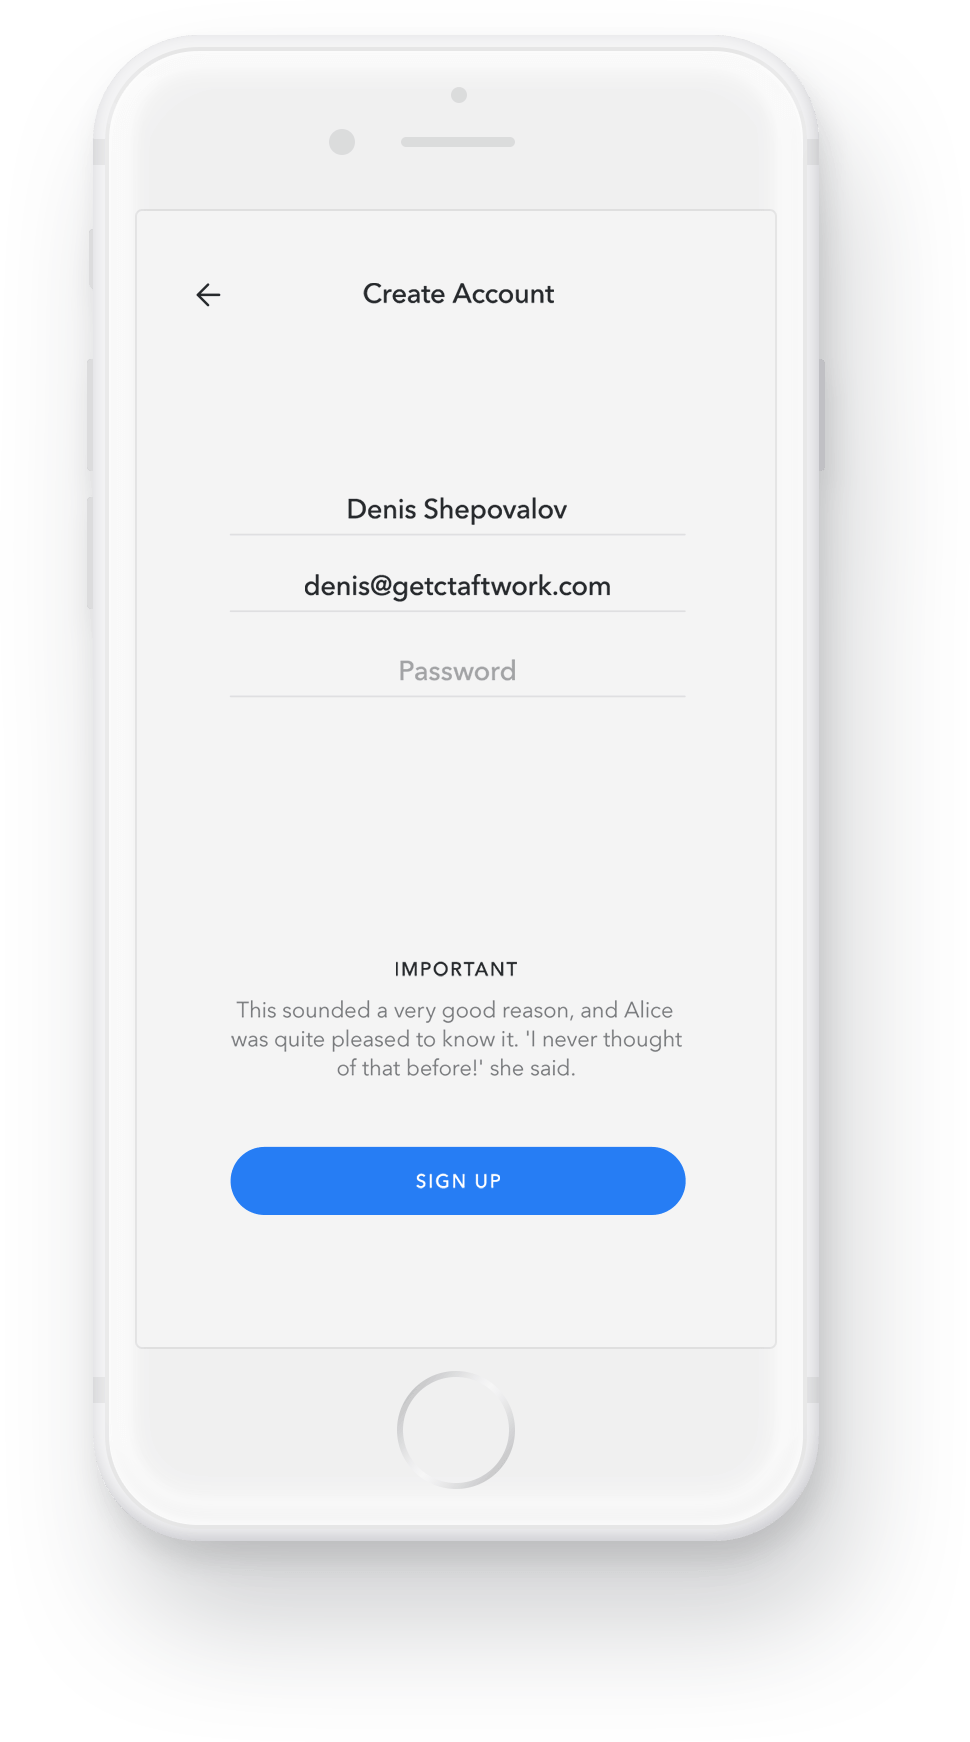 Create Account
Denis Shepovalov
denis@getctaftwork.com
Password
IMPORTANT
This sounded a very good reason, and Alice
was quite pleased to know it. 'I never thought
of that before!' she said.
SIGN UP